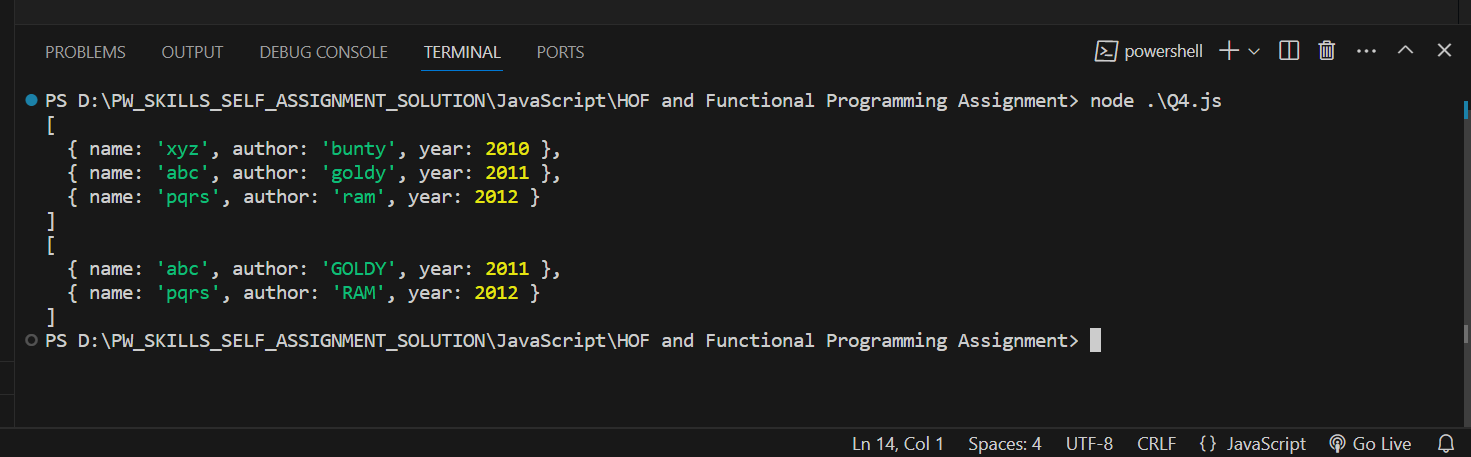 PROBLEMS OUTPUT DEBUG CONSOLE TERMINAL PORTS powershell
PS D:\PW_SKILLS_SELF_ASSIGNMENT_SOLUTION\JavaScript\HOF and Functional Programming Assignment> node .\Q4.js
[
  { name: 'xyz', author: 'bunty', year: 2010 },
  { name: 'abc', author: 'goldy', year: 2011 },
  { name: 'pqrs', author: 'ram', year: 2012 }
]
[
  { name: 'abc', author: 'GOLDY', year: 2011 },
  { name: 'pqrs', author: 'RAM', year: 2012 }
]
PS D:\PW_SKILLS_SELF_ASSIGNMENT_SOLUTION\JavaScript\HOF and Functional Programming Assignment>
Ln 14, Col 1 Spaces: 4 UTF-8 CRLF {} JavaScript Go Live